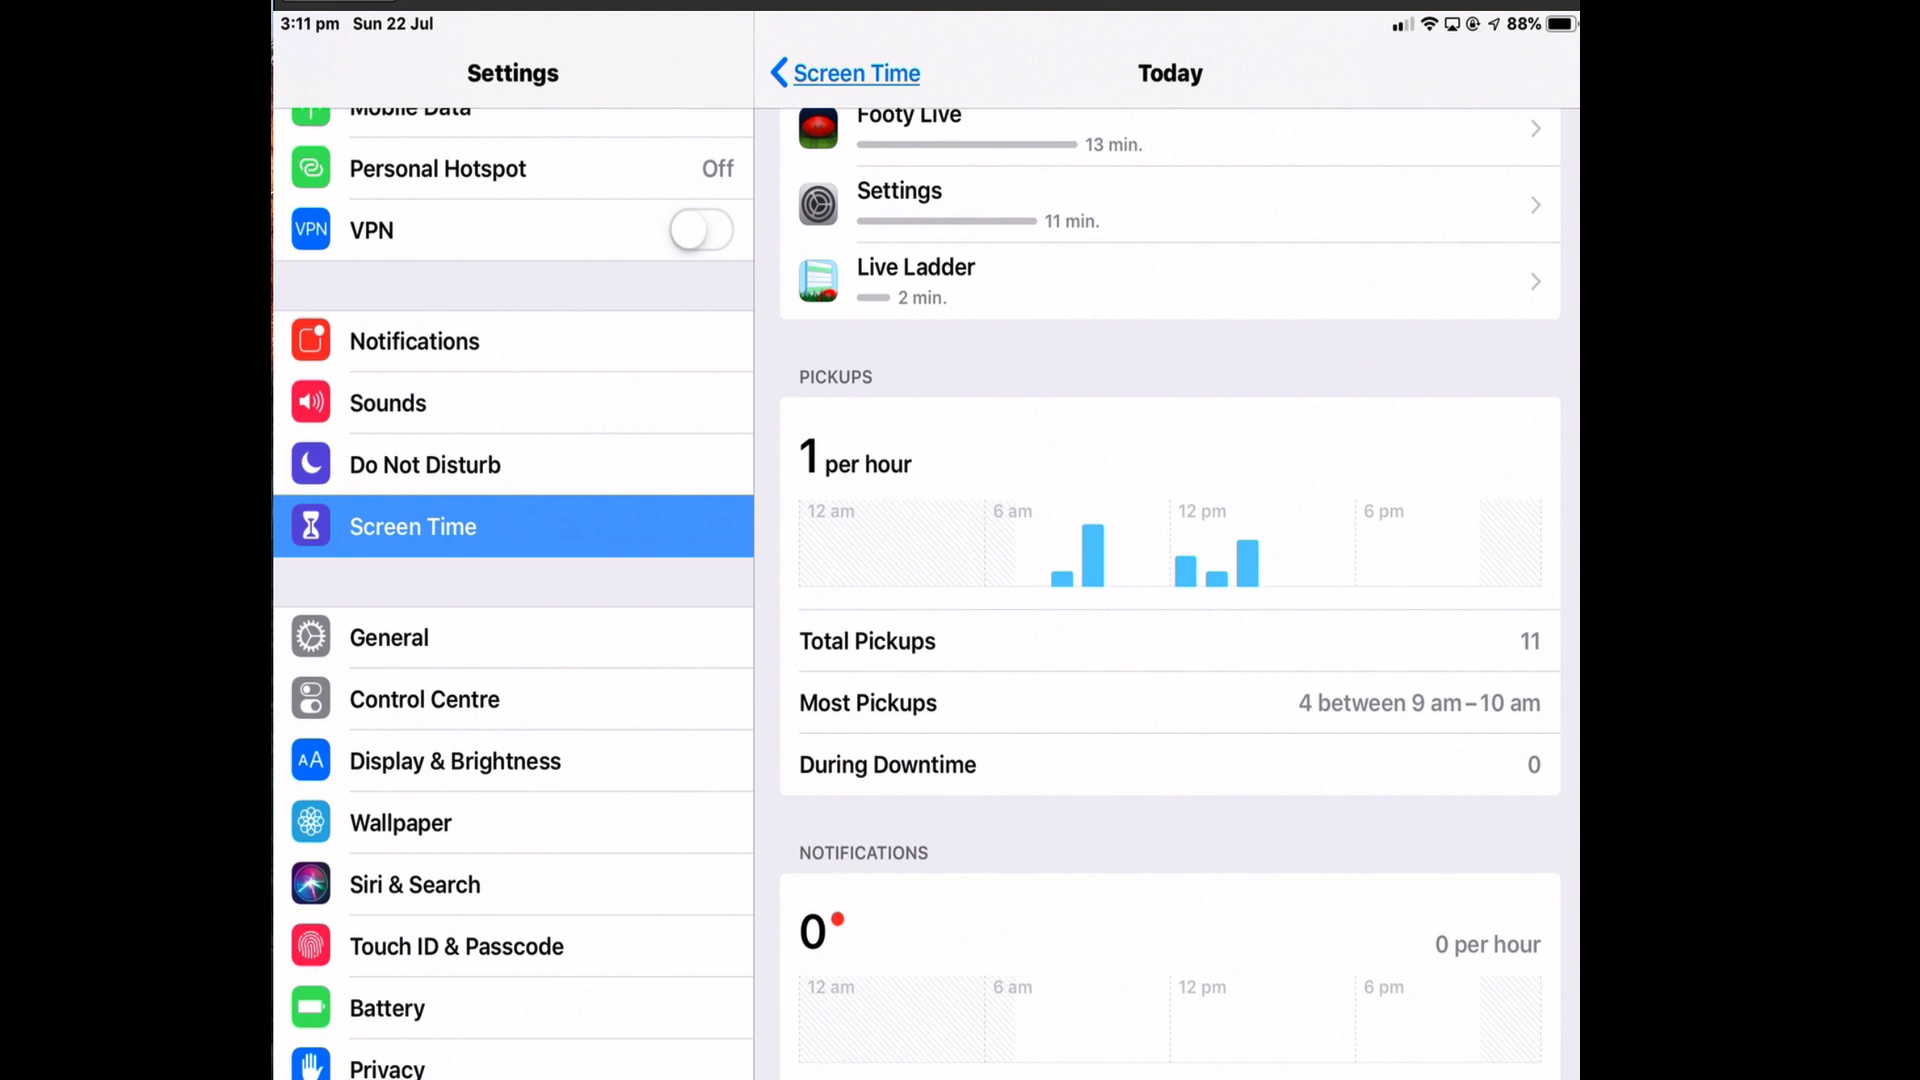 3:11 pm Sun 22 Jul
88%
Settings
Mobile Data
Personal Hotspot Off
VPN VPN
Notifications
Sounds
Do Not Disturb
Screen Time
General
Control Centre
AA Display & Brightness
Wallpaper
Siri & Search
Touch ID & Passcode
Battery
Privacy
Screen Time
Today
Footy Live
13 min.
Settings
11 min.
Live Ladder
2 min.
PICKUPS
1 per hour
12 am 6 am 12 pm 6 pm
Total Pickups 11
Most Pickups 4 between 9 am – 10 am
During Downtime 0
NOTIFICATIONS
0
0 per hour
12 am 6 am 12 pm 6 pm